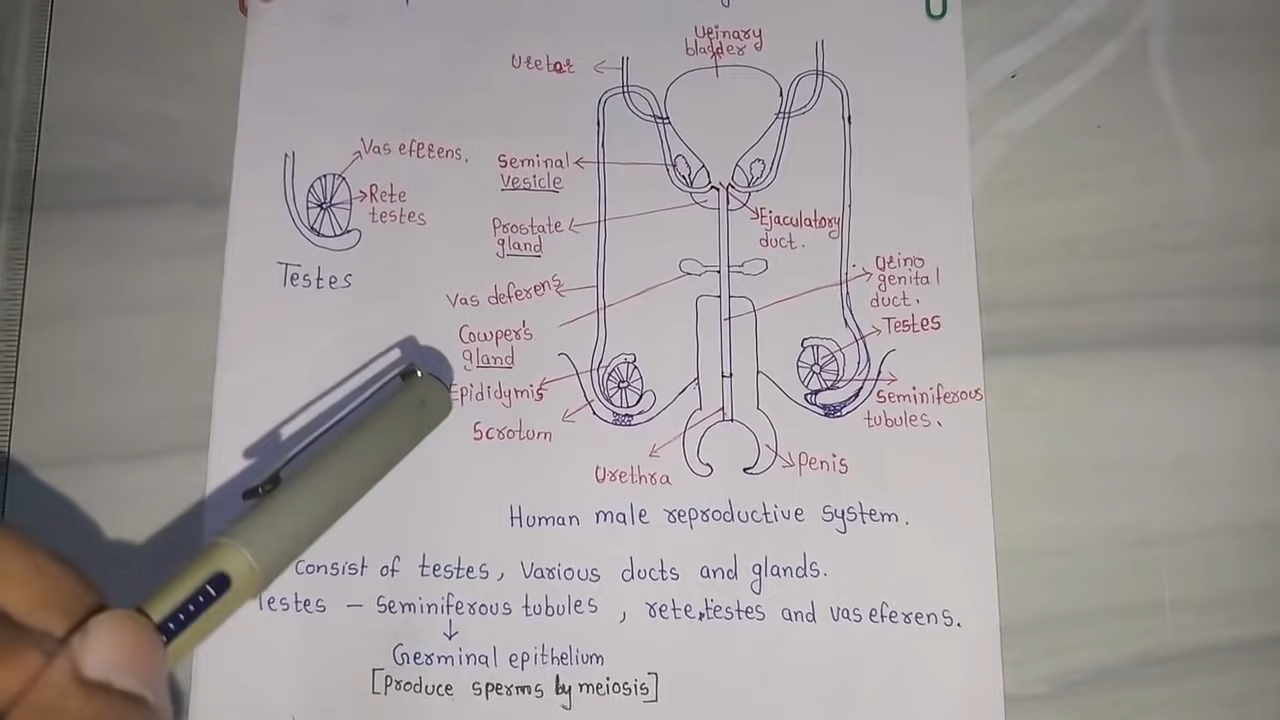 Urinary
bladder
Ureter
Vas efferens.
Rete
testes
Testes
Seminal
vesicle
Prostate
gland
Ejaculatory
duct.
Urino
genital
duct.
Vas deferens
Cowper's
gland
Testes
Epididymis
Seminiferous
tubules.
Scrotum
Urethra
Penis
Human male reproductive system.
Consist of testes, Various ducts and glands.
Testes - Seminiferous tubules, rete, testes and vas eferens.
Germinal epithelium
[Produce sperms by meiosis]